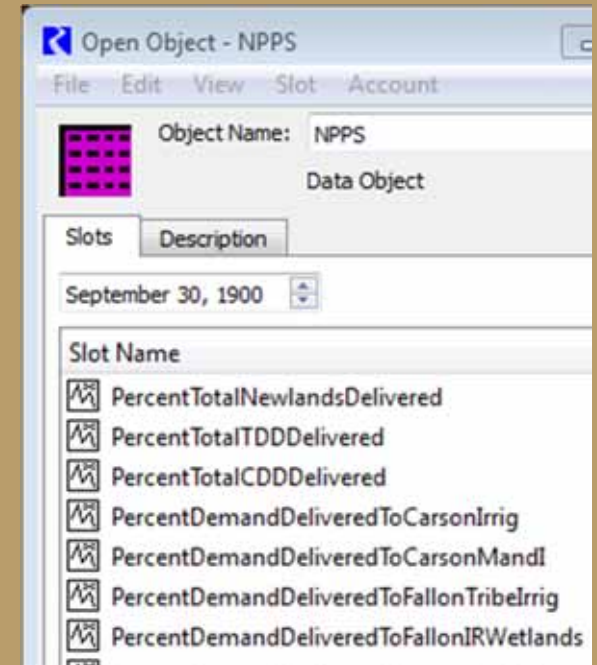 Open Object - NPPS
File Edit View Slot Account
Object Name: NPPS
Data Object
Slots Description
September 30, 1900
Slot Name
PercentTotalNewlandsDelivered
PercentTotalTDDDelivered
PercentTotalCDDDelivered
PercentDemandDeliveredToCarsonIrrig
PercentDemandDeliveredToCarsonMandI
PercentDemandDeliveredToFallonTribeIrrig
PercentDemandDeliveredToFallonIRWetlands